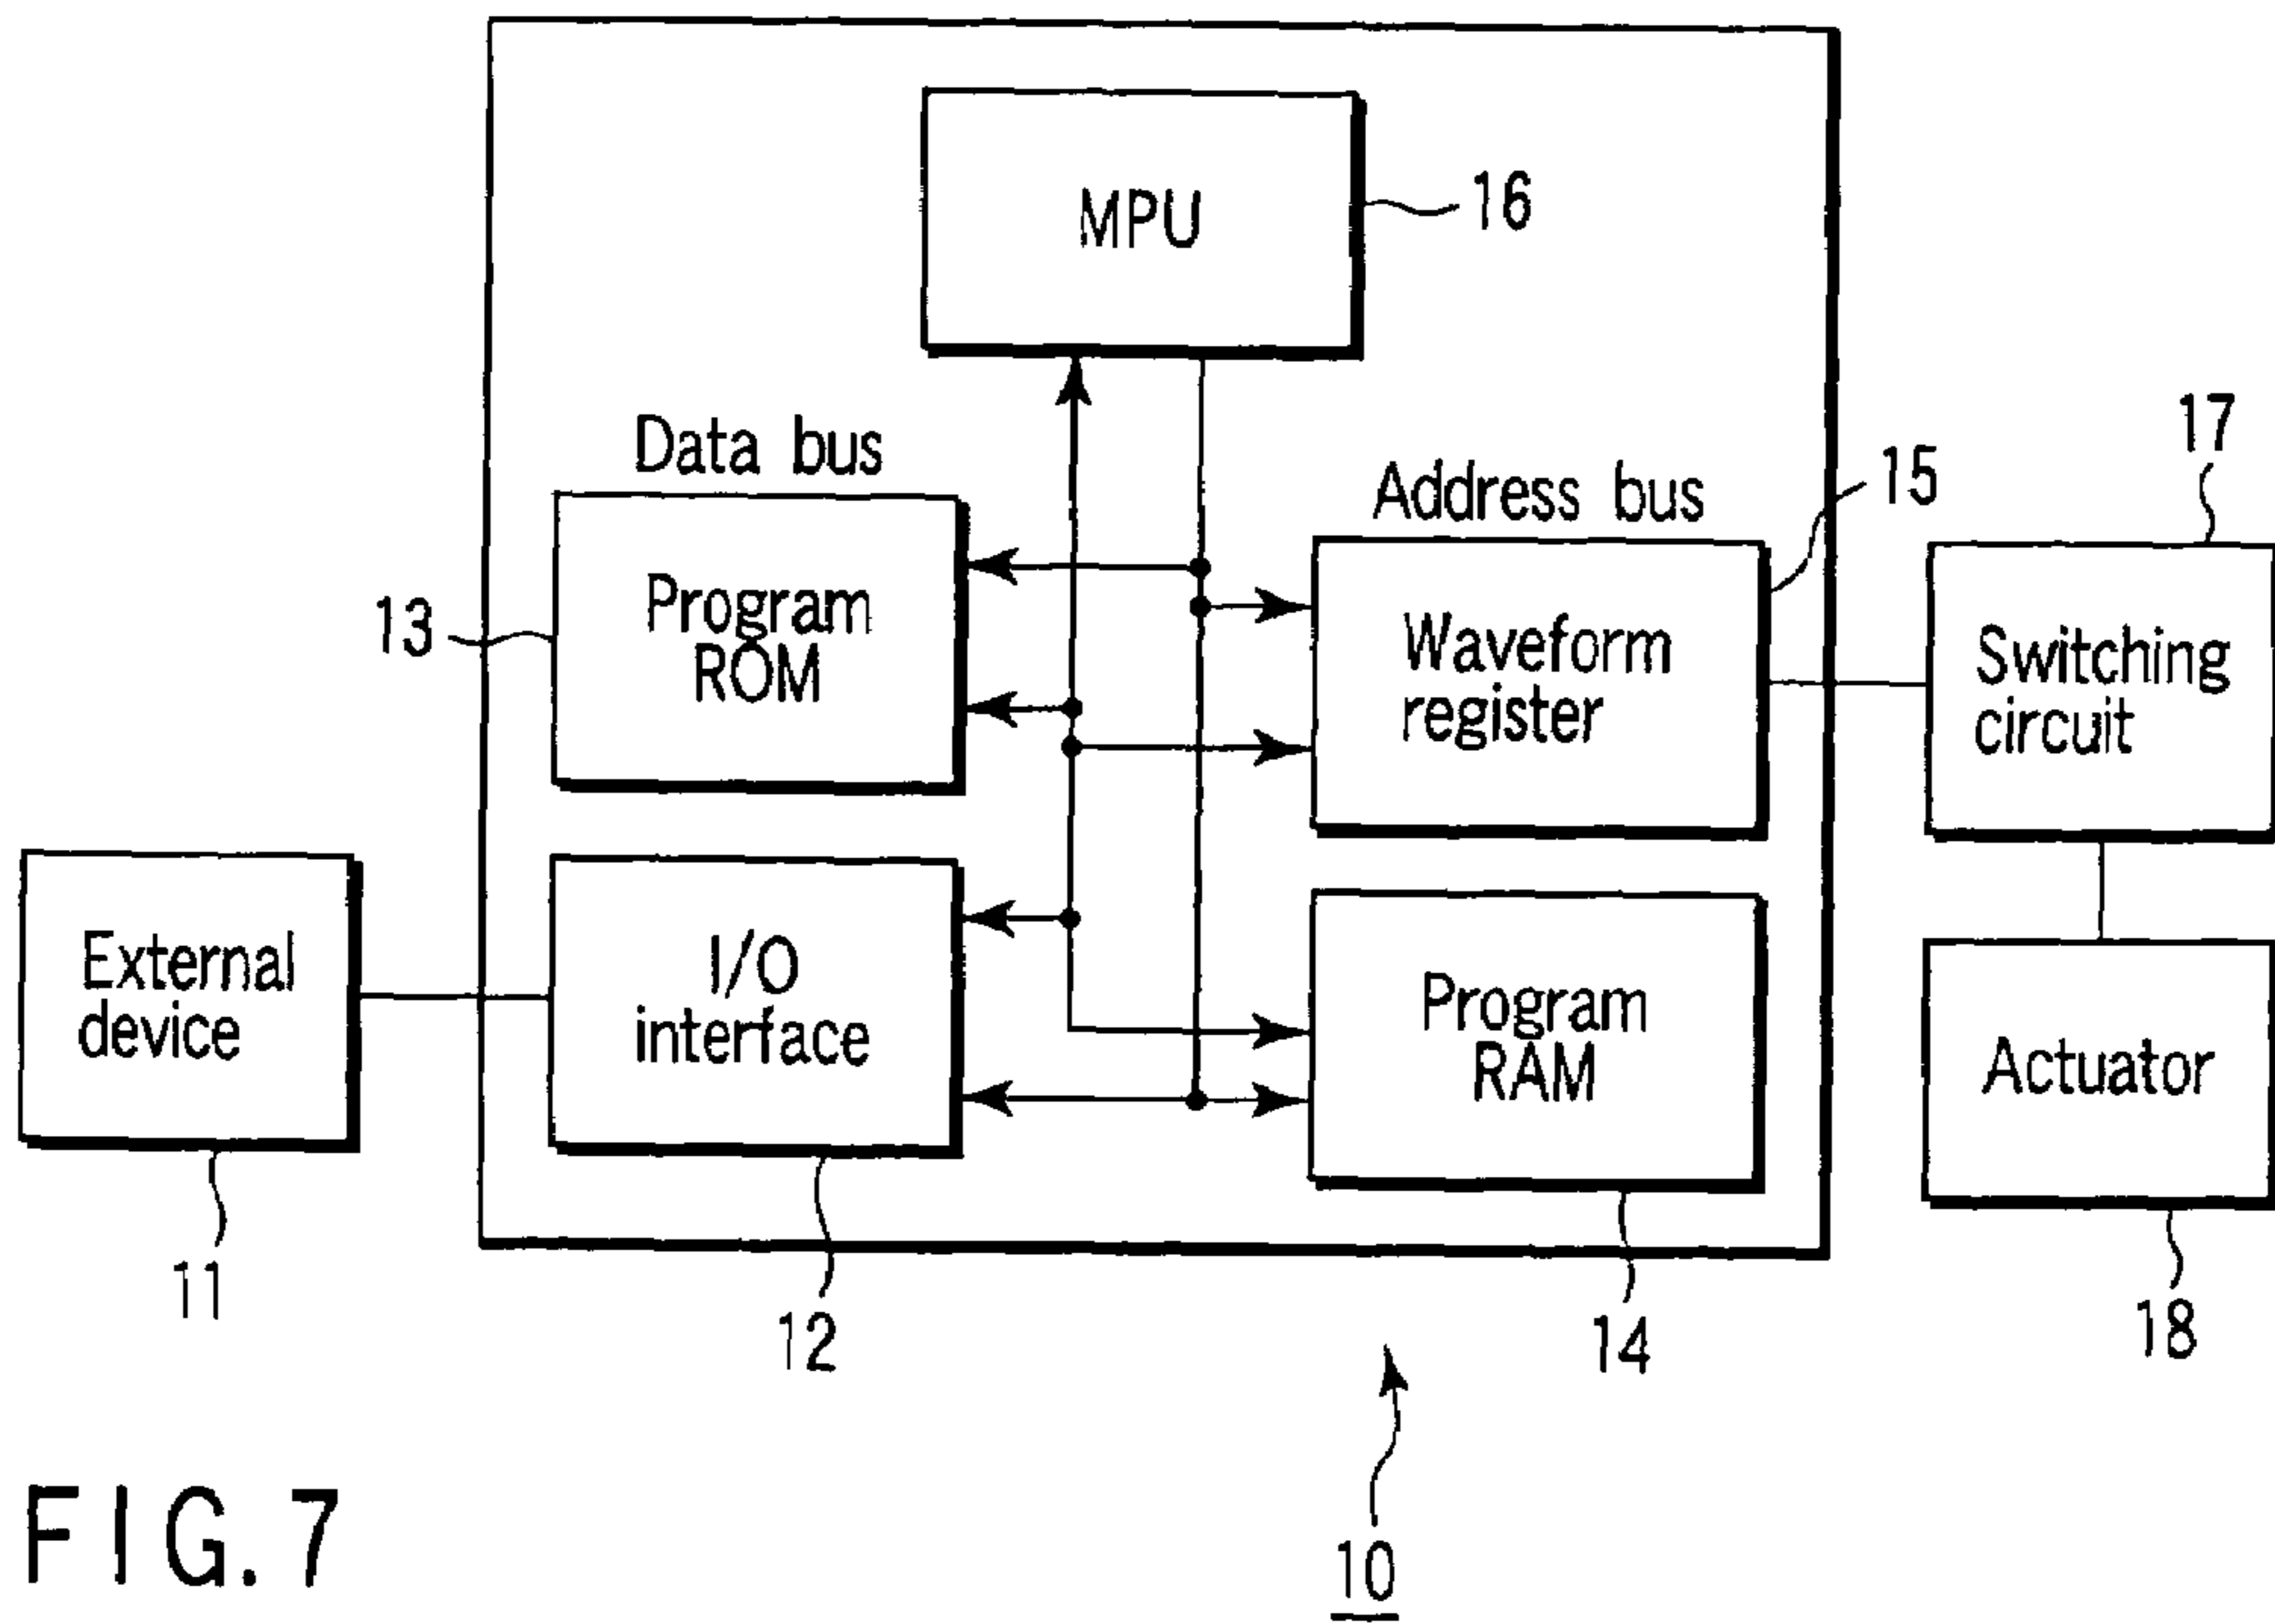 MPU
16
Data bus
Address bus
15
17
13
Program
ROM
Waveform
register
Switching
circuit
External
device
I/O
interface
Program
RAM
Actuator
11
12
14
18
10
FIG. 7